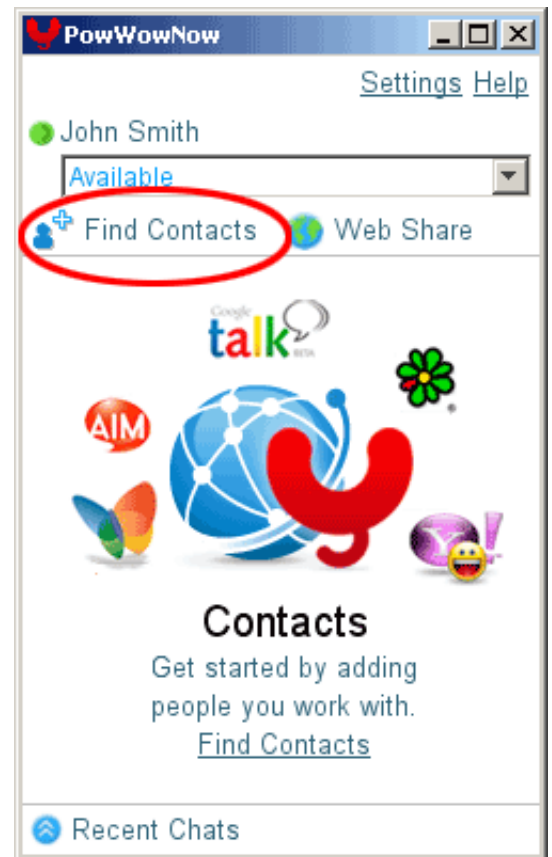 PowWowNow
Settings Help
John Smith
Available
Find Contacts Web Share
Google
talk
BETA
AIM
Y!
Contacts
Get started by adding
people you work with.
Find Contacts
Recent Chats